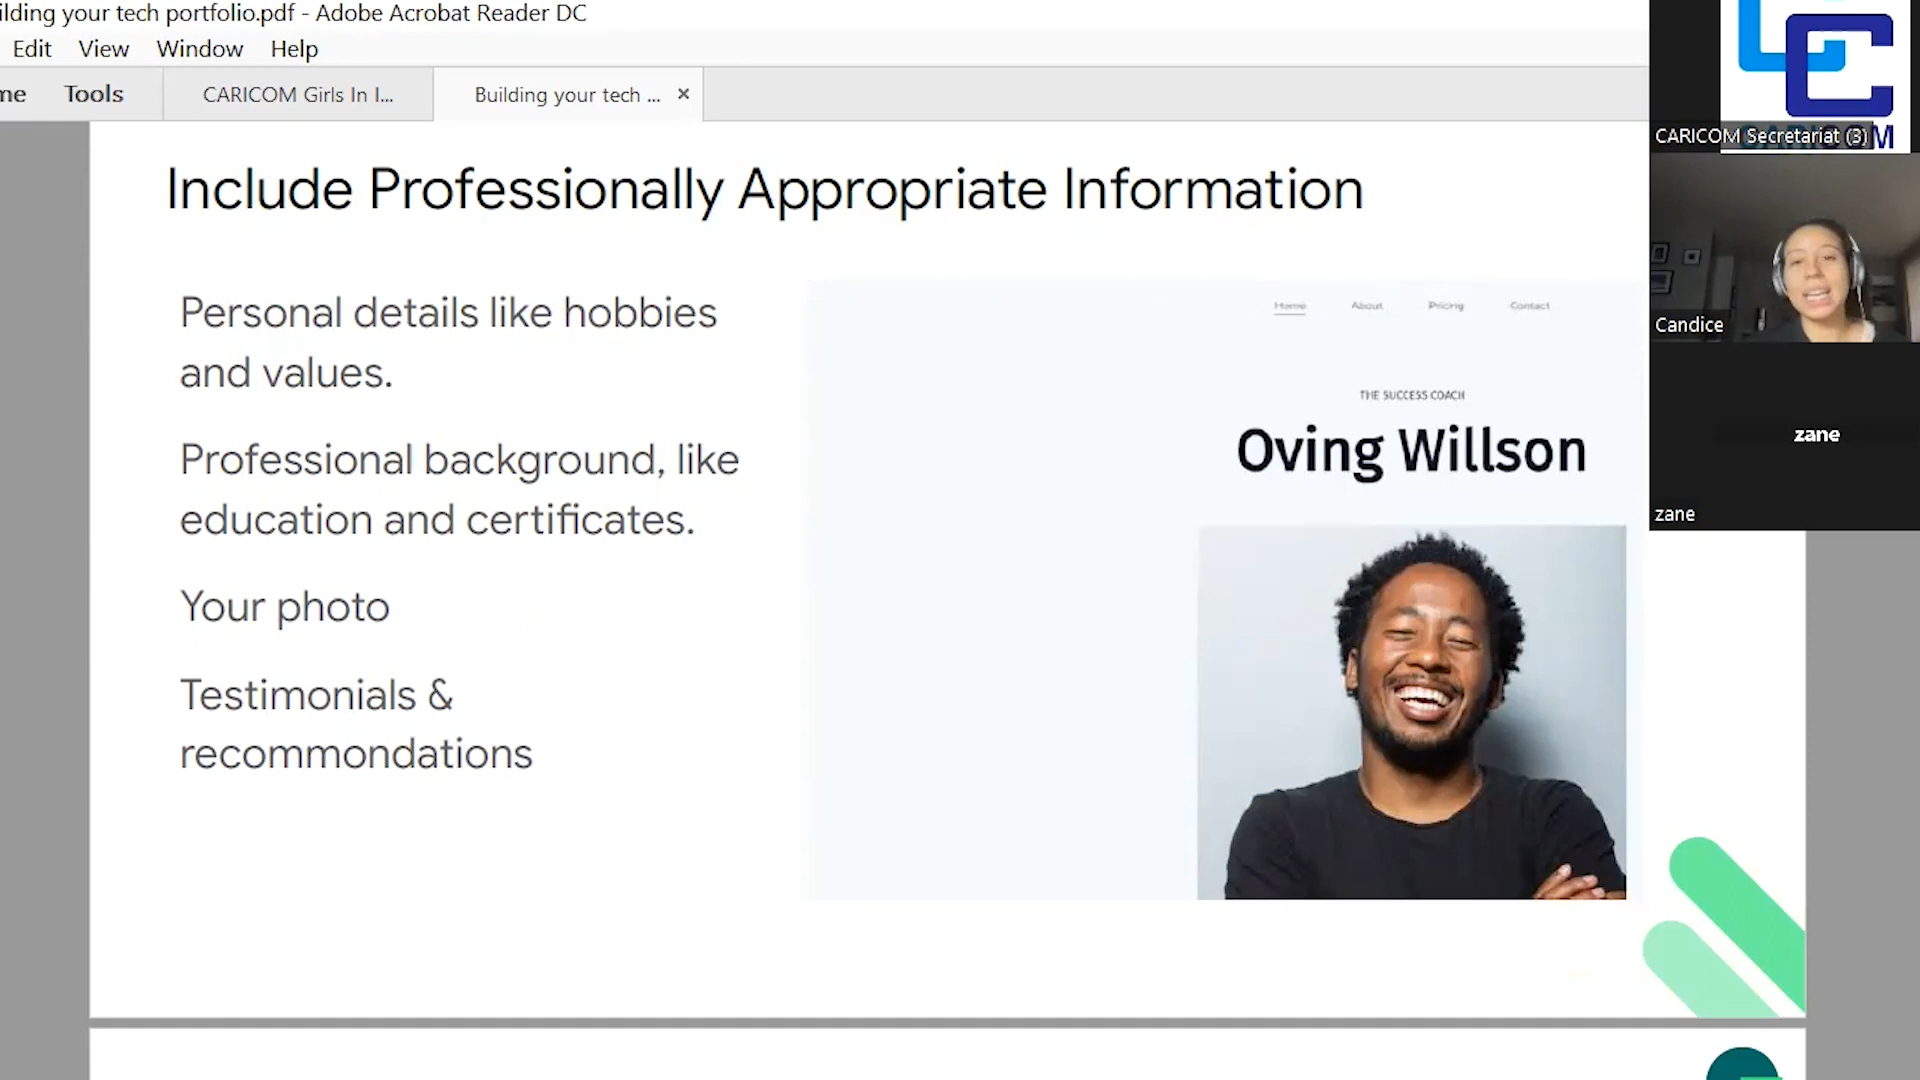 ilding your tech portfolio.pdf - Adobe Acrobat Reader DC
Edit View Window Help
me Tools CARICOM Girls In I... Building your tech ... ×
CARICOM Secretariat (3)
Include Professionally Appropriate Information
Personal details like hobbies
and values.
Professional background, like
education and certificates.
Your photo
Testimonials &
recommondations
Home About Pricing Contact
THE SUCCESS COACH
Oving Willson
Candice
zane
zane